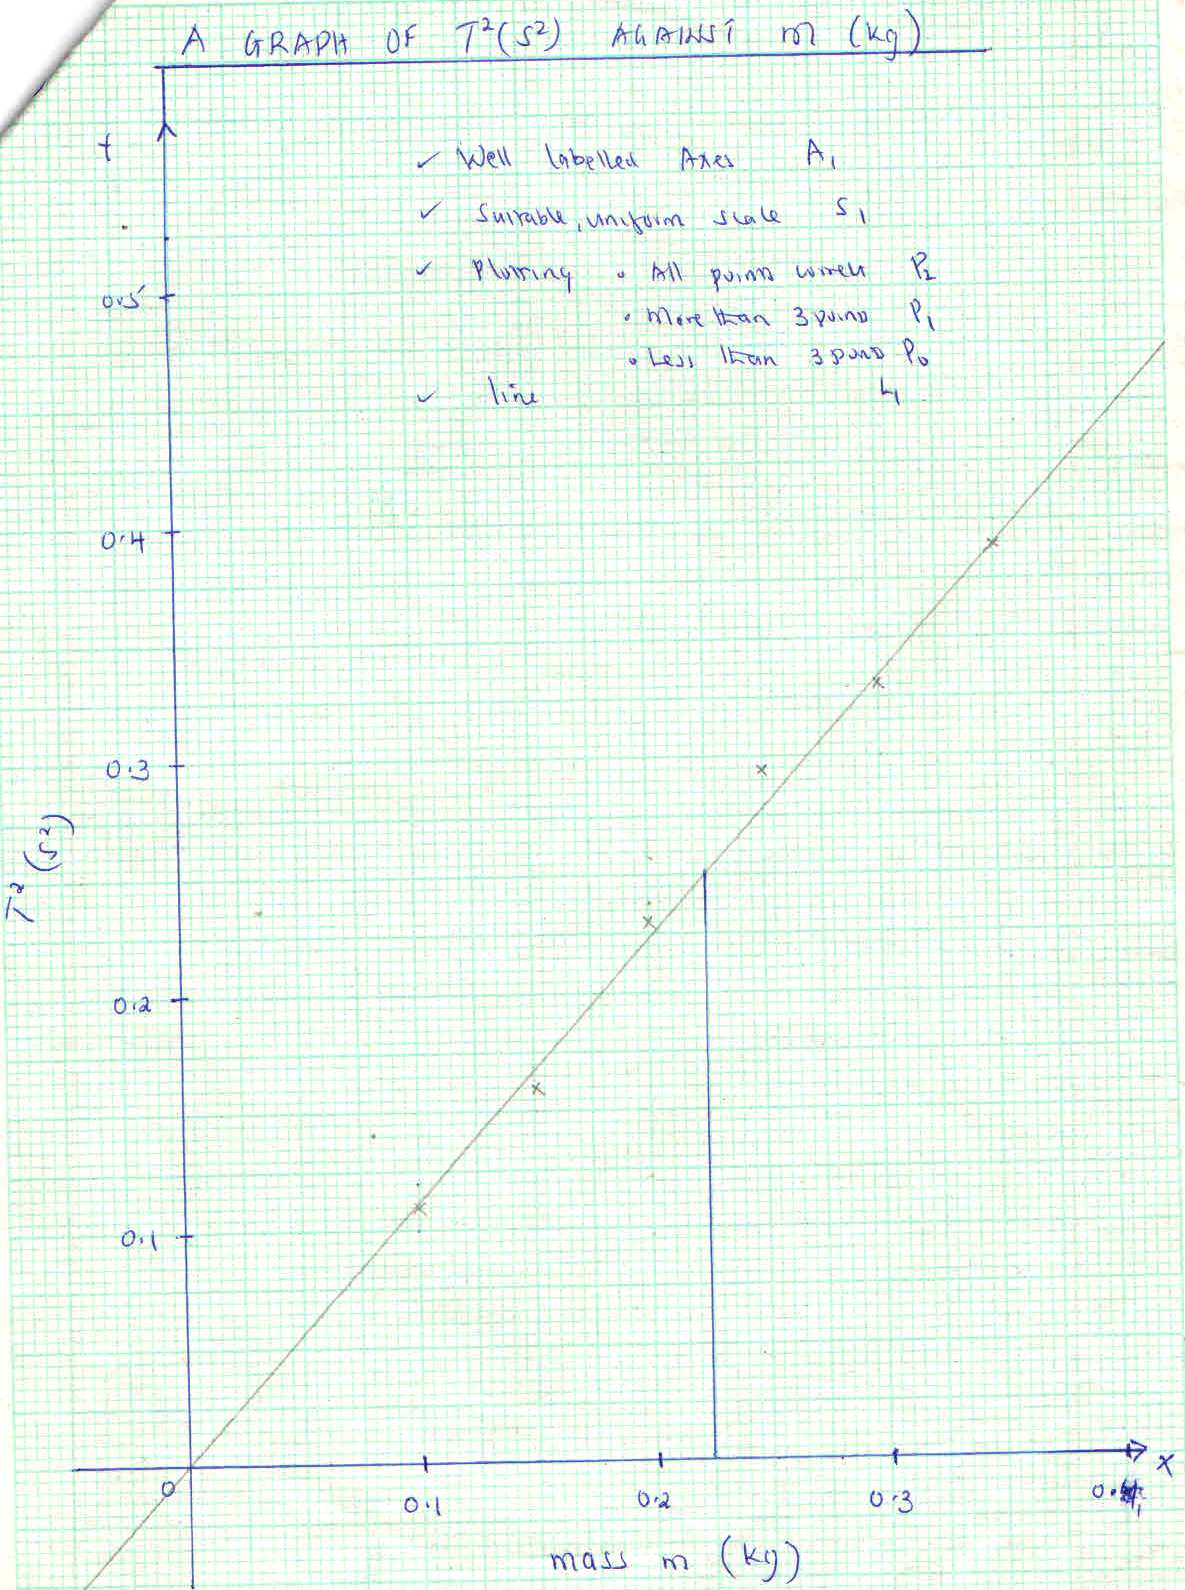 A GRAPH OF T²(S²) AGAINST m (kg)
✓ Well labelled Axes A₁
✓ Suitable, uniform scale S₁
✓ Plotting • All points correct P₂
• More than 3 points P₁
• Less than 3 points P₀
✓ line L₁
0.5
0.4
0.3
0.2
0.1
T² (s²)
0
0.1
0.2
0.3
x
mass m (kg)